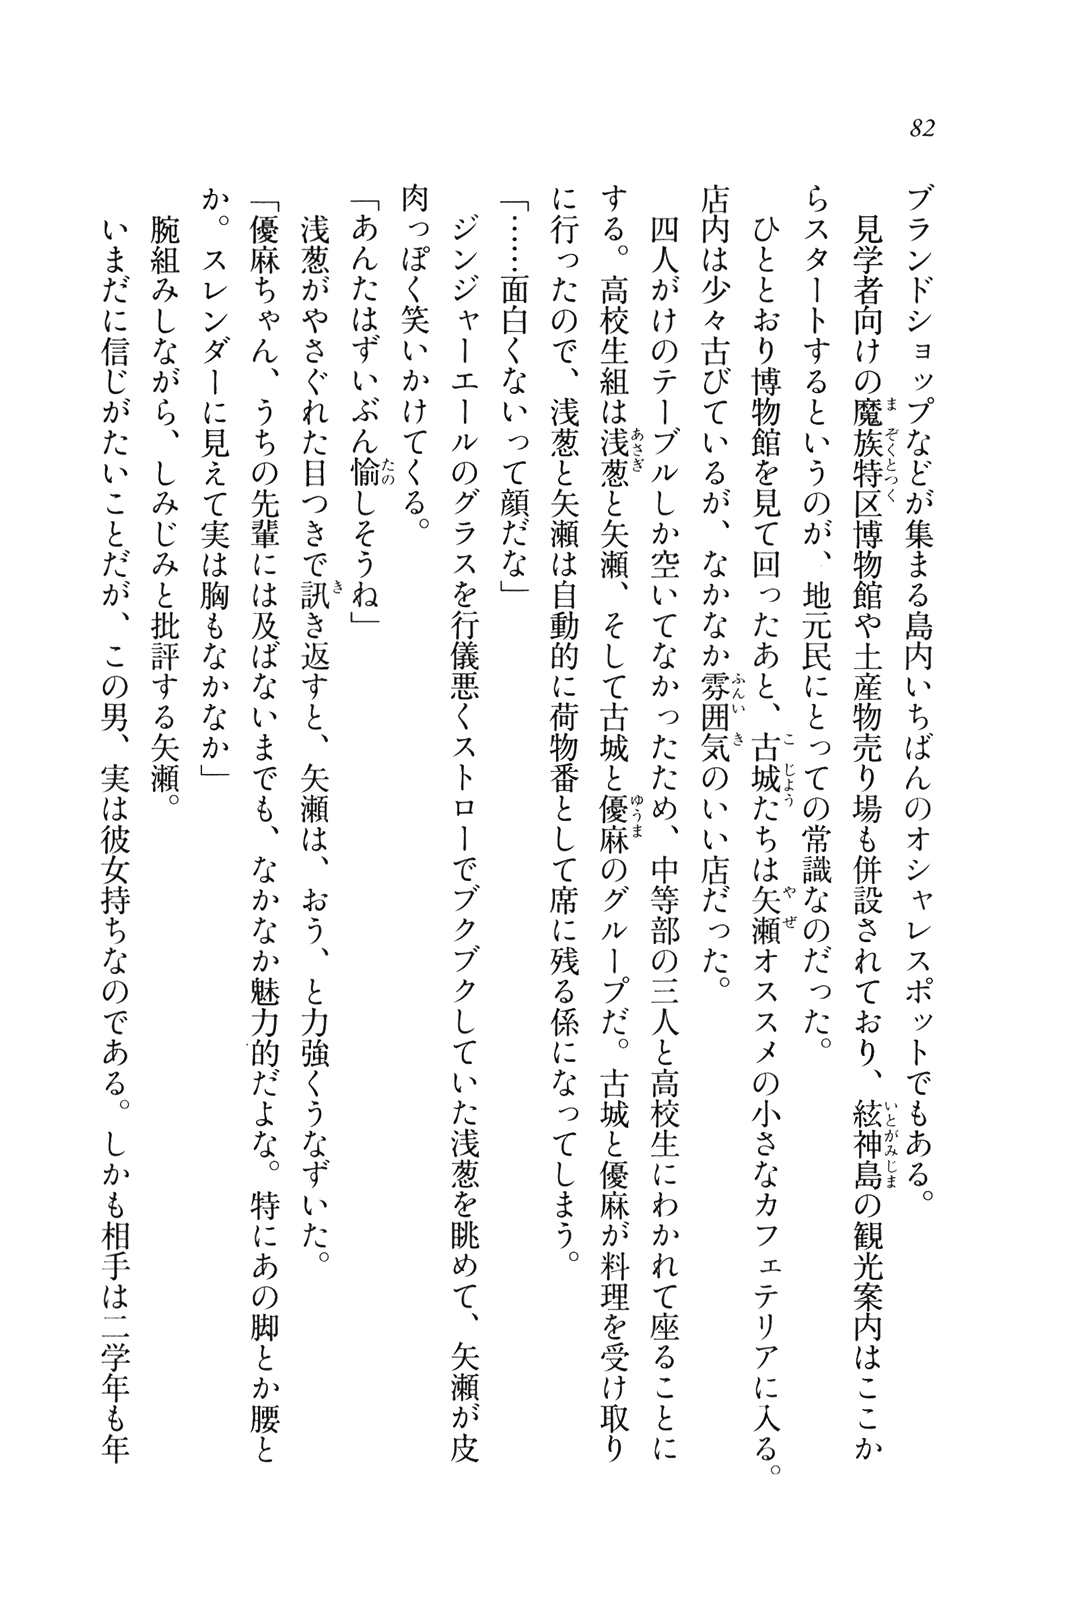 82
ブランドショップなどが集まる島内いちばんのオシャレスポットでもある。
　見学者向けの魔族特区博物館や土産物売り場も併設されており、絃神島の観光案内はここか
らスタートするというのが、地元民にとっての常識なのだった。
　ひととおり博物館を見て回ったあと、古城たちは矢瀬オススメの小さなカフェテリアに入る。
店内は少々古びているが、なかなか雰囲気のいい店だった。
　四人がけのテーブルしか空いてなかったため、中等部の三人と高校生にわかれて座ることに
する。高校生組は浅葱と矢瀬、そして古城と優麻のグループだ。古城と優麻が料理を受け取り
に行ったので、浅葱と矢瀬は自動的に荷物番として席に残る係になってしまう。
「……面白くないって顔だな」
　ジンジャーエールのグラスを行儀悪くストローでブクブクしていた浅葱を眺めて、矢瀬が皮
肉っぽく笑いかけてくる。
「あんたはずいぶん愉しそうね」
　浅葱がやさぐれた目つきで訊き返すと、矢瀬は、おう、と力強くうなずいた。
「優麻ちゃん、うちの先輩には及ばないまでも、なかなか魅力的だよな。特にあの脚とか腰と
か。スレンダーに見えて実は胸もなかなか」
　腕組みしながら、しみじみと批評する矢瀬。
　いまだに信じがたいことだが、この男、実は彼女持ちなのである。しかも相手は二学年も年